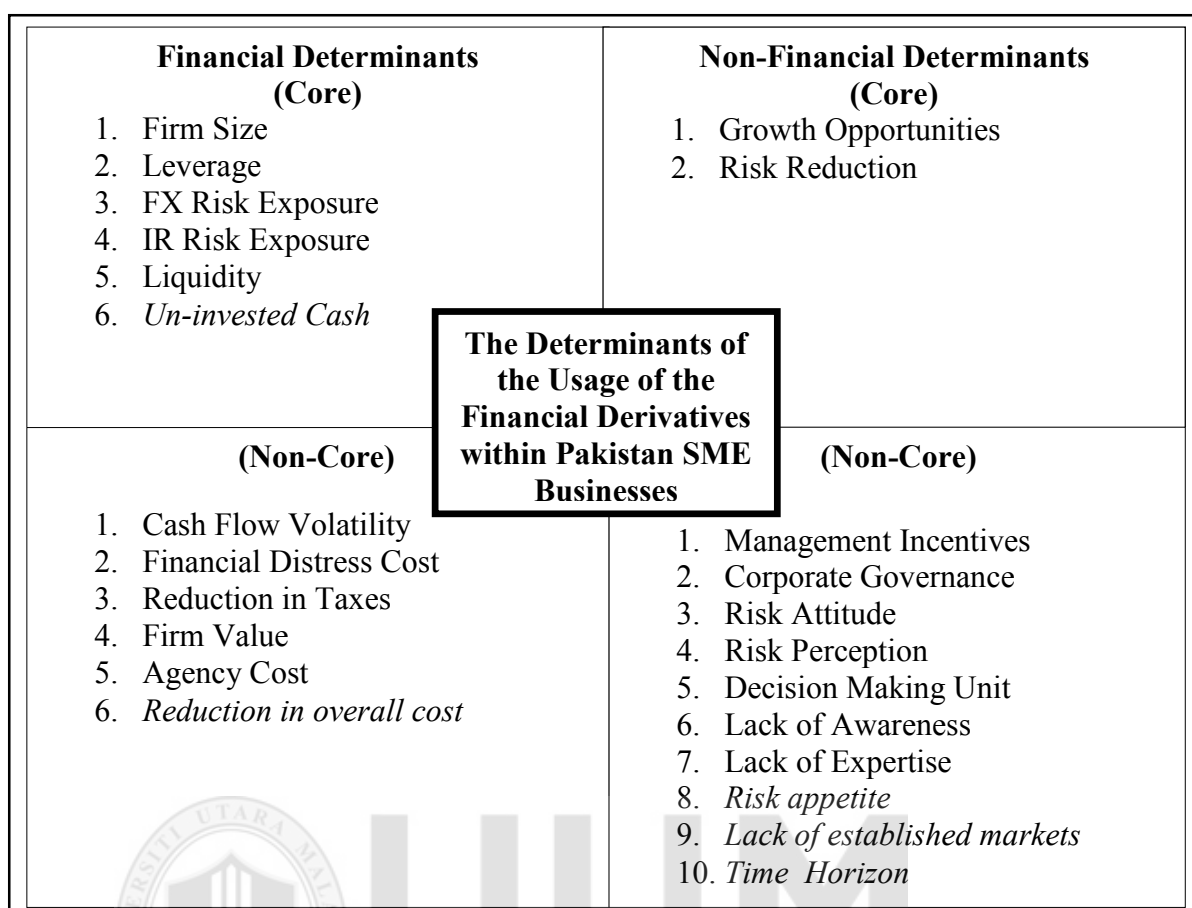 Financial Determinants
(Core)
1. Firm Size
2. Leverage
3. FX Risk Exposure
4. IR Risk Exposure
5. Liquidity
6. Un-invested Cash
Non-Financial Determinants
(Core)
1. Growth Opportunities
2. Risk Reduction
The Determinants of
the Usage of the
Financial Derivatives
within Pakistan SME
Businesses
(Non-Core)
1. Cash Flow Volatility
2. Financial Distress Cost
3. Reduction in Taxes
4. Firm Value
5. Agency Cost
6. Reduction in overall cost
(Non-Core)
1. Management Incentives
2. Corporate Governance
3. Risk Attitude
4. Risk Perception
5. Decision Making Unit
6. Lack of Awareness
7. Lack of Expertise
8. Risk appetite
9. Lack of established markets
10. Time Horizon
UTARA